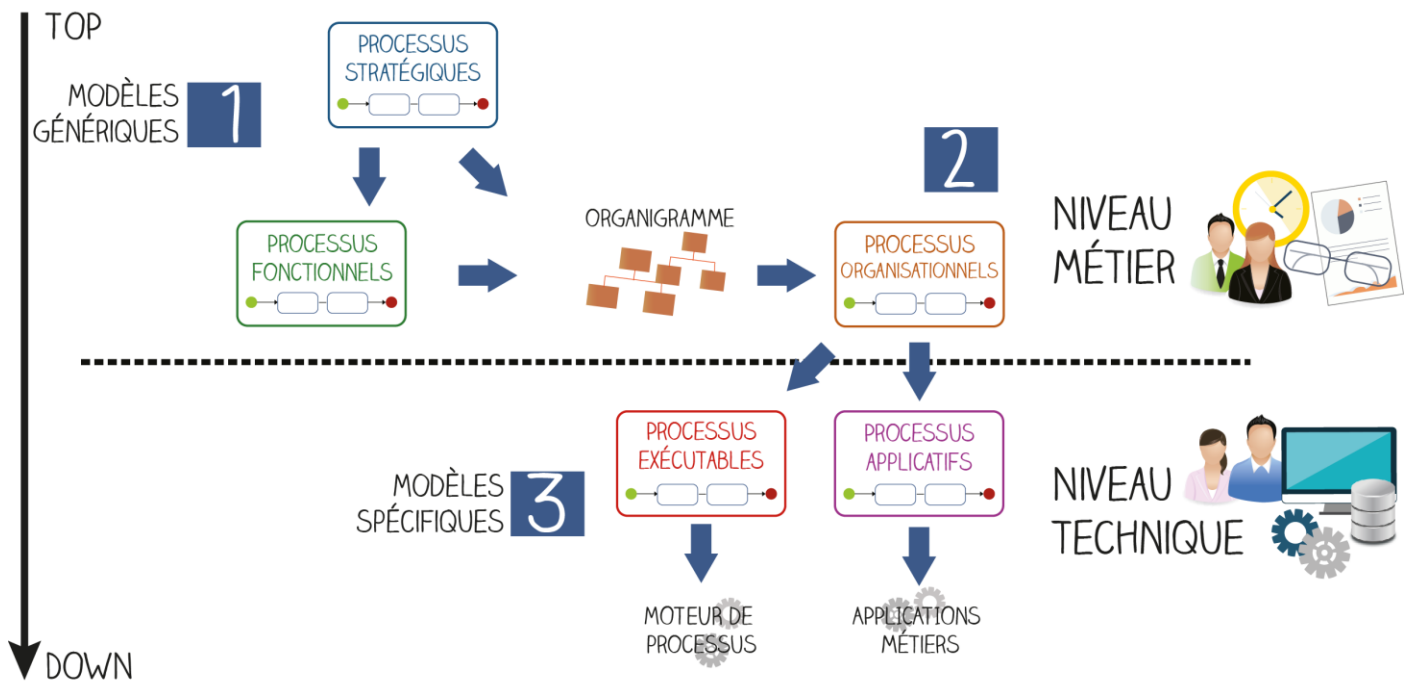 TOP
MODÈLES
GÉNÉRIQUES
1
PROCESSUS
STRATÉGIQUES
2
PROCESSUS
FONCTIONNELS
ORGANIGRAMME
PROCESSUS
ORGANISATIONNELS
NIVEAU
MÉTIER
MODÈLES
SPÉCIFIQUES
3
PROCESSUS
EXÉCUTABLES
PROCESSUS
APPLICATIFS
NIVEAU
TECHNIQUE
MOTEUR DE
PROCESSUS
APPLICATIONS
MÉTIERS
DOWN